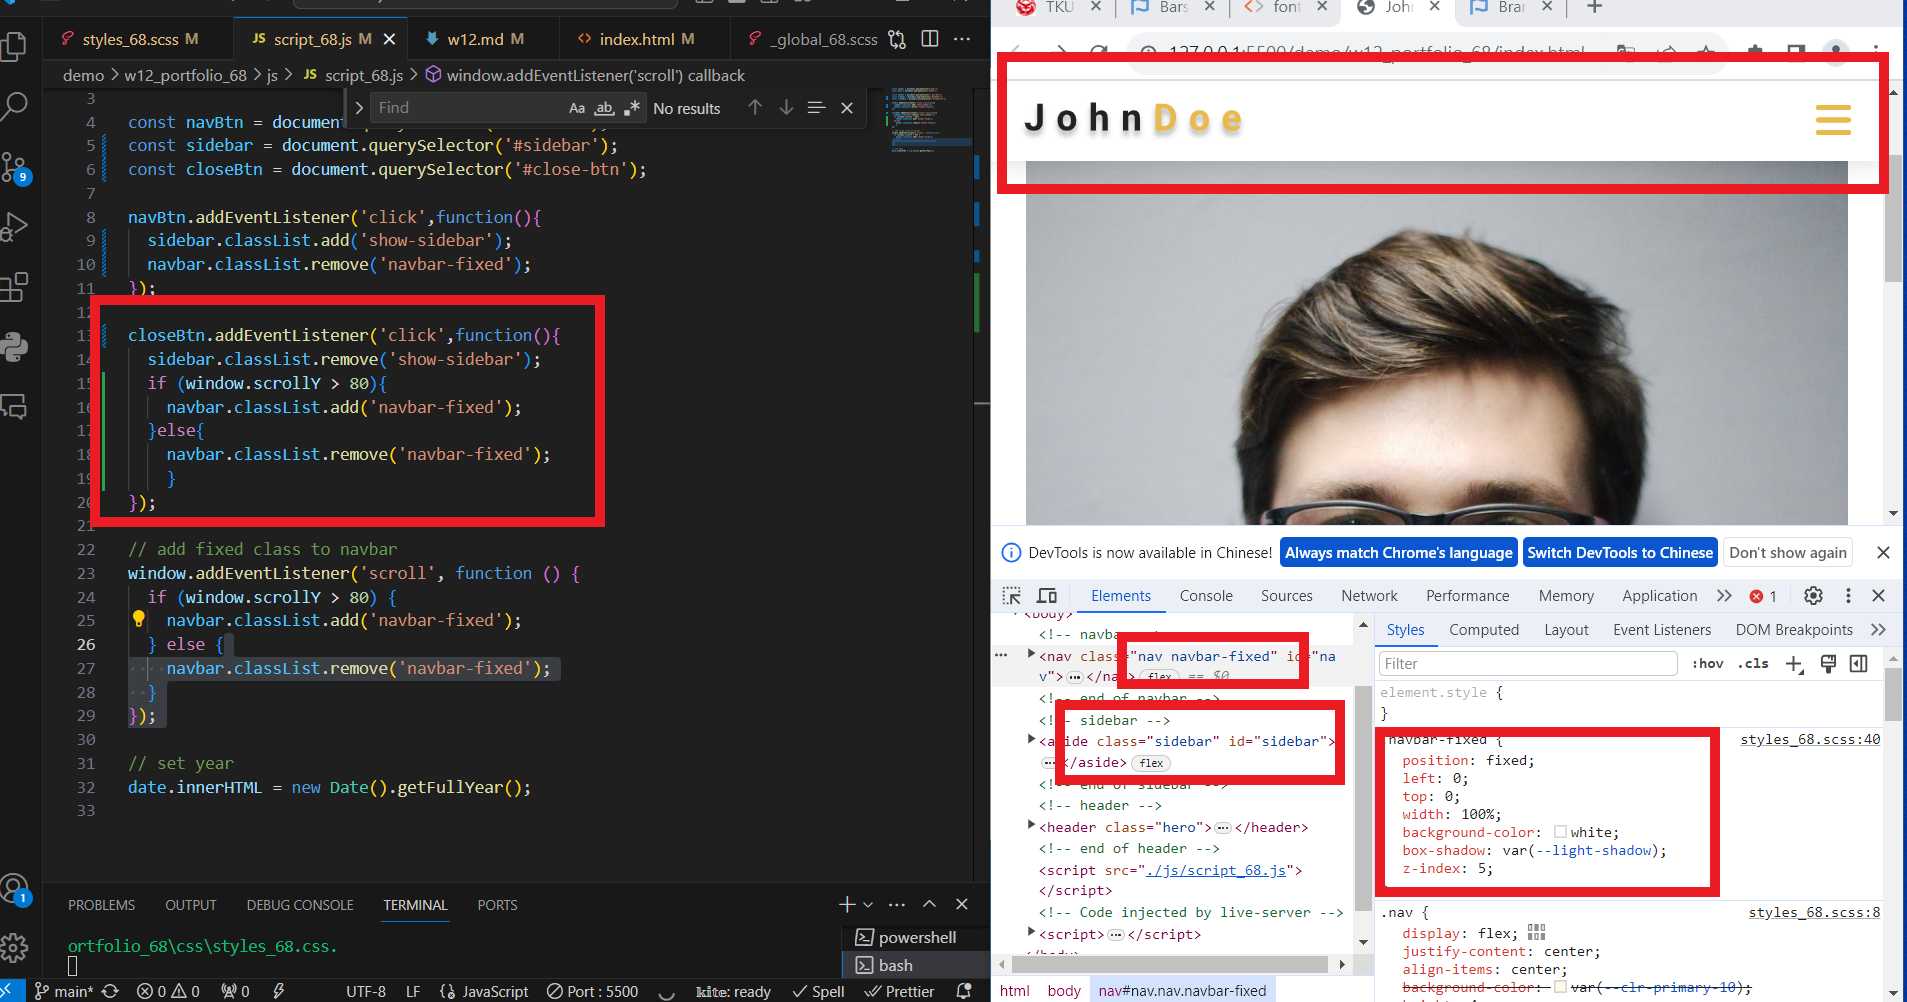 styles_68.scss M
JS script_68.js M
w12.md M
index.html M
_global_68.scss
demo > w12_portfolio_68 > js > JS script_68.js > window.addEventListener('scroll') callback
Find
Aa ab, .* No results
3
4 const navBtn = document.
5 const sidebar = document.querySelector('#sidebar');
6 const closeBtn = document.querySelector('#close-btn');
7
8 navBtn.addEventListener('click',function(){
9 sidebar.classList.add('show-sidebar');
10 navbar.classList.remove('navbar-fixed');
11 });
12
13 closeBtn.addEventListener('click',function(){
14 sidebar.classList.remove('show-sidebar');
15 if (window.scrollY > 80){
16 navbar.classList.add('navbar-fixed');
17 }else{
18 navbar.classList.remove('navbar-fixed');
19 }
20 });
21
22 // add fixed class to navbar
23 window.addEventListener('scroll', function () {
24 if (window.scrollY > 80) {
25 navbar.classList.add('navbar-fixed');
26 } else {
27 navbar.classList.remove('navbar-fixed');
28 }
29 });
30
31 // set year
32 date.innerHTML = new Date().getFullYear();
33
9
1
PROBLEMS OUTPUT DEBUG CONSOLE TERMINAL PORTS
ortfolio_68\css\styles_68.css.
powershell
bash
main* 0 0 0 UTF-8 LF {} JavaScript Port : 5500 kite: ready Spell Prettier
TKU
Bars
font
John
Bran
127.0.0.1:5500/demo/w12_portfolio_68/index.html
JohnDoe
DevTools is now available in Chinese! Always match Chrome's language Switch DevTools to Chinese Don't show again
Elements Console Sources Network Performance Memory Application 1
<body>
<!-- navba
<nav class="nav navbar-fixed" id="na
v"> </na flex == $0
<!-- end of navbar -->
<!-- sidebar -->
<aside class="sidebar" id="sidebar">
</aside> flex
<!-- end of sidebar -->
<!-- header -->
<header class="hero"> </header>
<!-- end of header -->
<script src="./js/script_68.js">
</script>
<!-- Code injected by live-server -->
<script> </script>
</body>
html body nav#nav.nav.navbar-fixed
Styles Computed Layout Event Listeners DOM Breakpoints
Filter :hov .cls
element.style {
}
navbar-fixed { styles_68.scss:40
position: fixed;
left: 0;
top: 0;
width: 100%;
background-color: white;
box-shadow: var(--light-shadow);
z-index: 5;
.nav { styles_68.scss:8
display: flex;
justify-content: center;
align-items: center;
background-color: var(--clr-primary-10);